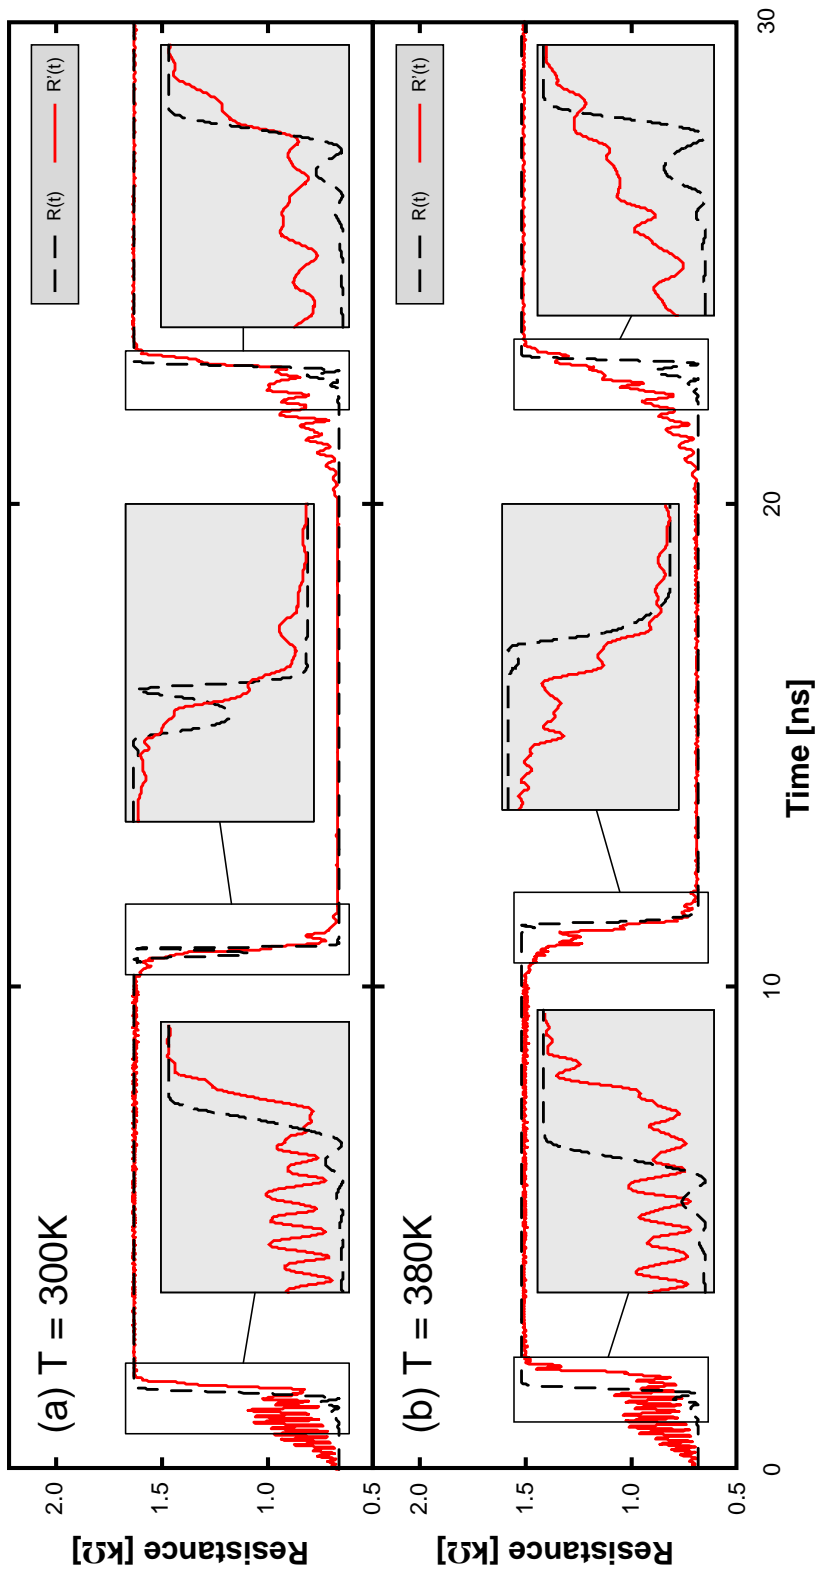 (a) T = 300K
R(t)
R'(t)
Resistance [kΩ]
2.0
1.5
1.0
0.5
(b) T = 380K
R(t)
R'(t)
Resistance [kΩ]
2.0
1.5
1.0
0.5
0
10
20
30
Time [ns]